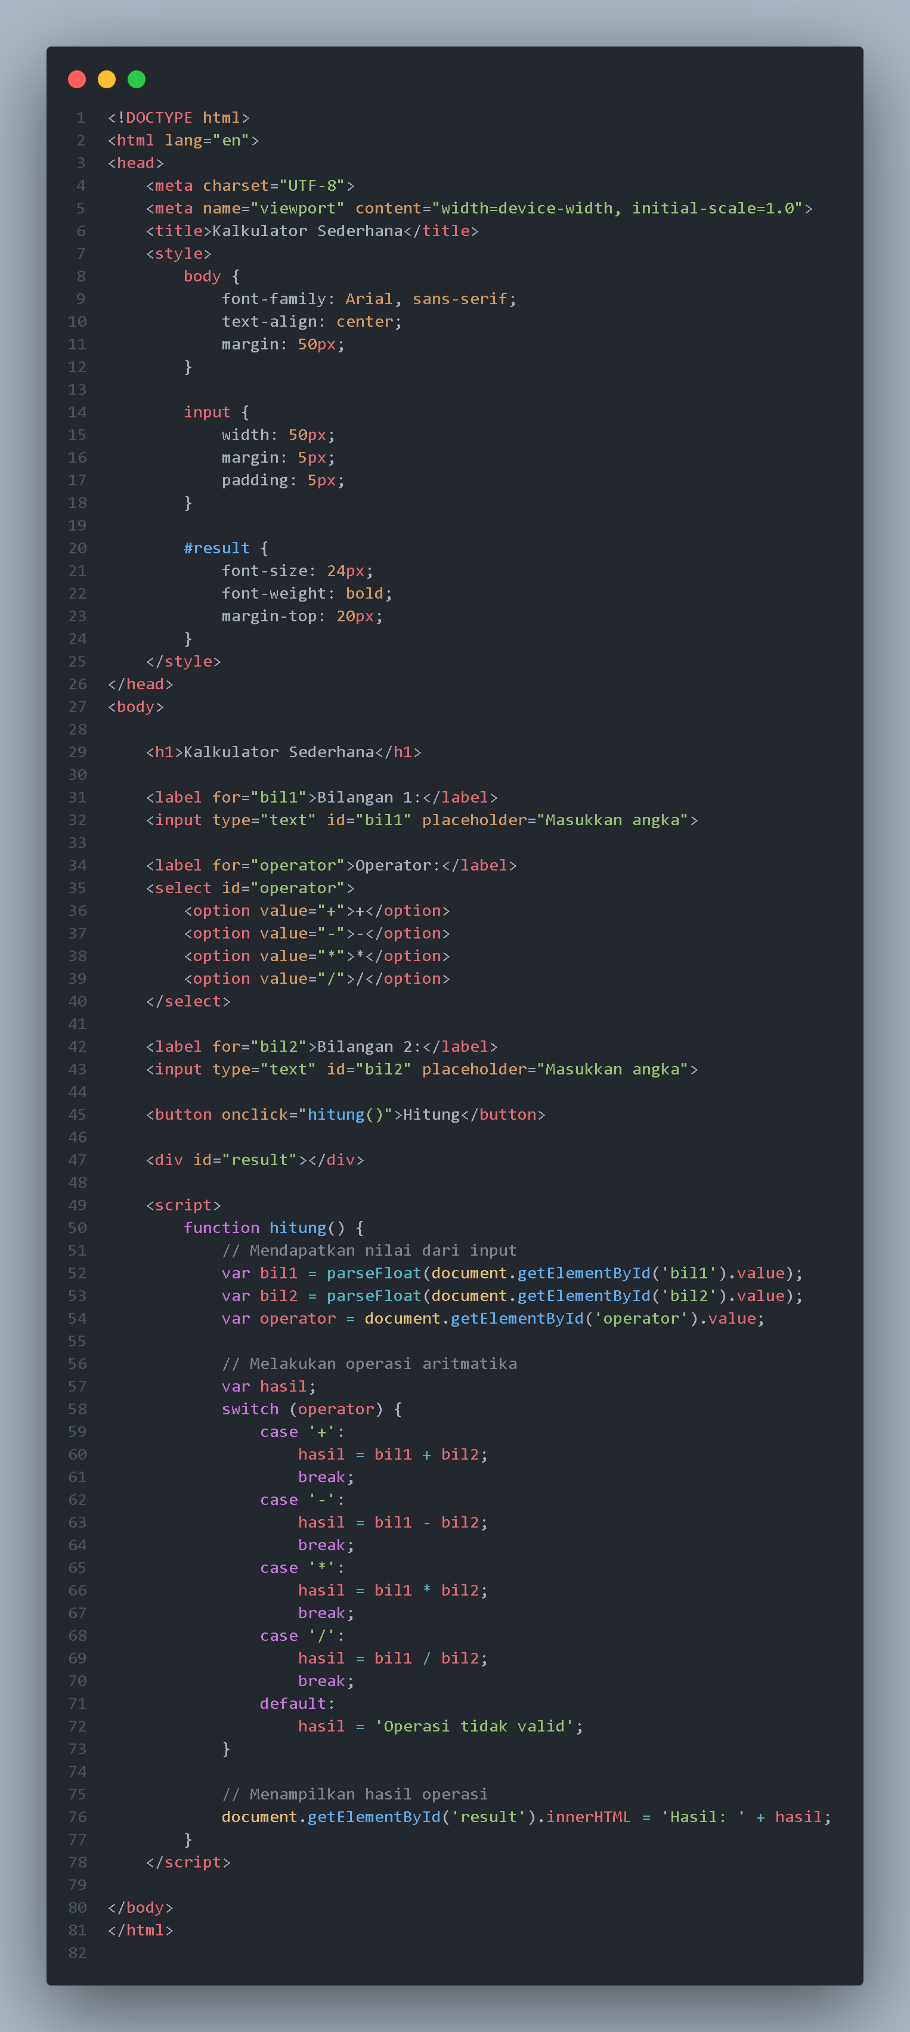 1 <!DOCTYPE html>
2 <html lang="en">
3 <head>
4     <meta charset="UTF-8">
5     <meta name="viewport" content="width=device-width, initial-scale=1.0">
6     <title>Kalkulator Sederhana</title>
7     <style>
8         body {
9             font-family: Arial, sans-serif;
10             text-align: center;
11             margin: 50px;
12         }
13
14         input {
15             width: 50px;
16             margin: 5px;
17             padding: 5px;
18         }
19
20         #result {
21             font-size: 24px;
22             font-weight: bold;
23             margin-top: 20px;
24         }
25     </style>
26 </head>
27 <body>
28
29     <h1>Kalkulator Sederhana</h1>
30
31     <label for="bil1">Bilangan 1:</label>
32     <input type="text" id="bil1" placeholder="Masukkan angka">
33
34     <label for="operator">Operator:</label>
35     <select id="operator">
36         <option value="+">+</option>
37         <option value="-">-</option>
38         <option value="*">*</option>
39         <option value="/">/</option>
40     </select>
41
42     <label for="bil2">Bilangan 2:</label>
43     <input type="text" id="bil2" placeholder="Masukkan angka">
44
45     <button onclick="hitung()">Hitung</button>
46
47     <div id="result"></div>
48
49     <script>
50         function hitung() {
51             // Mendapatkan nilai dari input
52             var bil1 = parseFloat(document.getElementById('bil1').value);
53             var bil2 = parseFloat(document.getElementById('bil2').value);
54             var operator = document.getElementById('operator').value;
55
56             // Melakukan operasi aritmatika
57             var hasil;
58             switch (operator) {
59                 case '+':
60                     hasil = bil1 + bil2;
61                     break;
62                 case '-':
63                     hasil = bil1 - bil2;
64                     break;
65                 case '*':
66                     hasil = bil1 * bil2;
67                     break;
68                 case '/':
69                     hasil = bil1 / bil2;
70                     break;
71                 default:
72                     hasil = 'Operasi tidak valid';
73             }
74
75             // Menampilkan hasil operasi
76             document.getElementById('result').innerHTML = 'Hasil: ' + hasil;
77         }
78     </script>
79
80 </body>
81 </html>
82